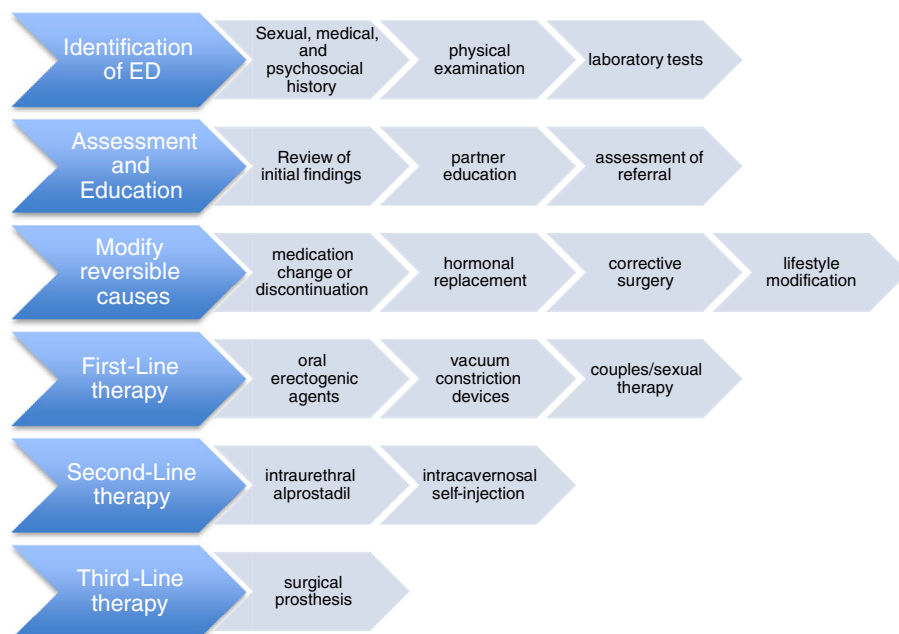 Identification
of ED
Sexual, medical,
and
psychosocial
history
physical
examination
laboratory tests
Assessment
and
Education
Review of
initial findings
partner
education
assessment of
referral
Modify
reversible
causes
medication
change or
discontinuation
hormonal
replacement
corrective
surgery
lifestyle
modification
First-Line
therapy
oral
erectogenic
agents
vacuum
constriction
devices
couples/sexual
therapy
Second-Line
therapy
intraurethral
alprostadil
intracavernosal
self-injection
Third-Line
therapy
surgical
prosthesis